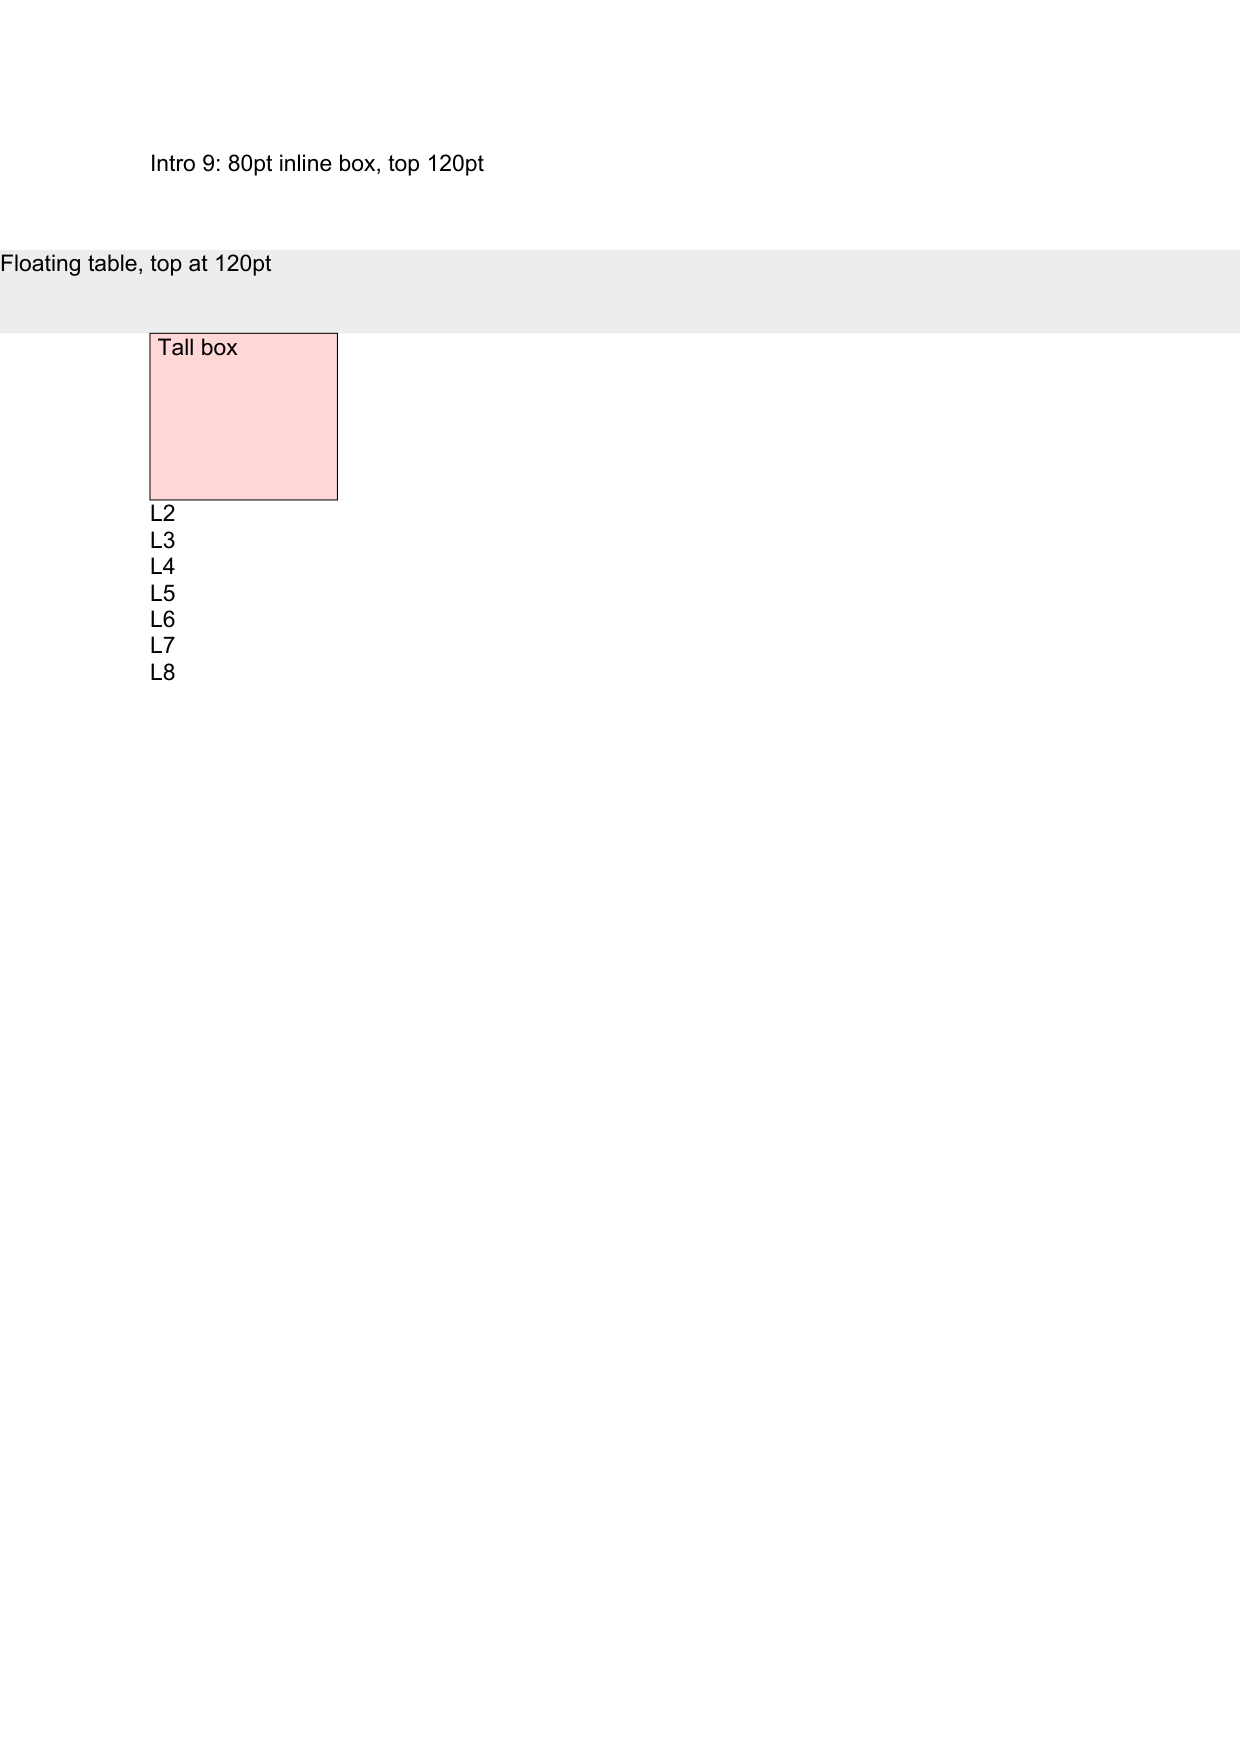 Intro 9: 80pt inline box, top 120pt
Floating table, top at 120pt
Tall box
L2
L3
L4
L5
L6
L7
L8